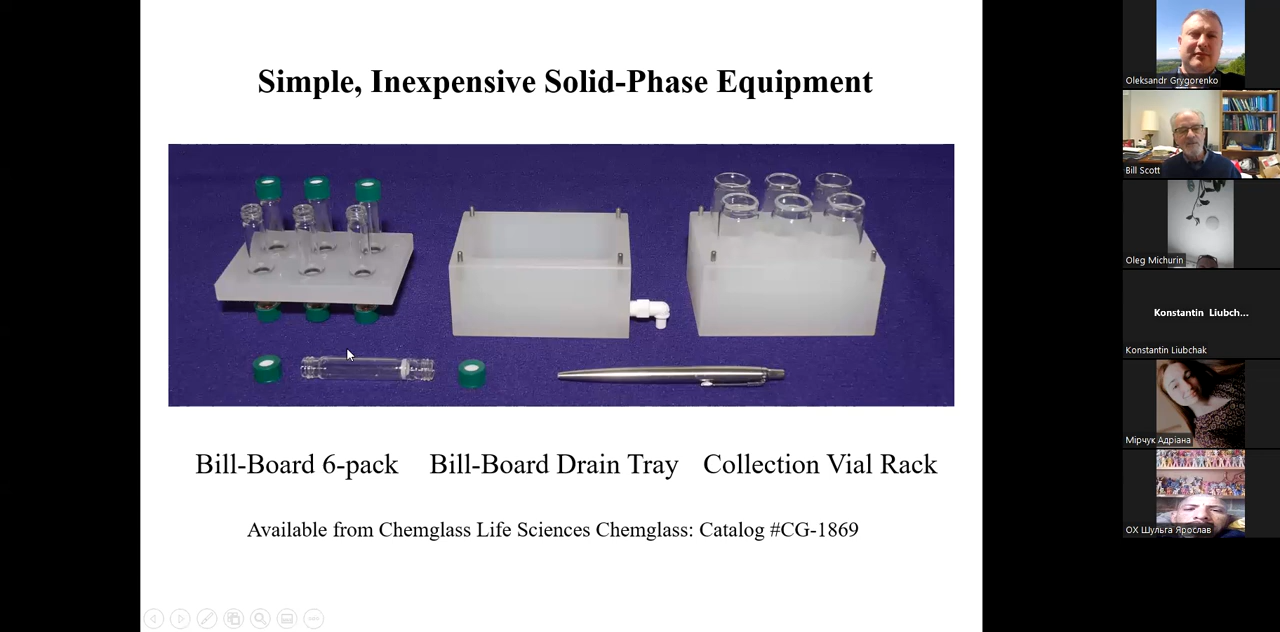 Simple, Inexpensive Solid-Phase Equipment
Bill-Board 6-pack
Bill-Board Drain Tray
Collection Vial Rack
Available from Chemglass Life Sciences Chemglass: Catalog #CG-1869
Oleksandr Grygorenko
Bill Scott
Oleg Michurin
Konstantin Liubch...
Konstantin Liubchak
Мірчук Адріана
ОХ Шульга Ярослав